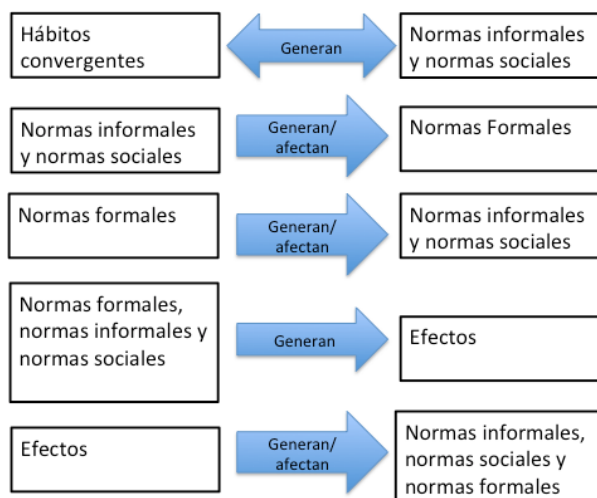 Hábitos
convergentes
Generan
Normas informales
y normas sociales
Normas informales
y normas sociales
Generan/
afectan
Normas Formales
Normas formales
Generan/
afectan
Normas informales
y normas sociales
Normas formales,
normas informales y
normas sociales
Generan
Efectos
Efectos
Generan/
afectan
Normas informales,
normas sociales y
normas formales